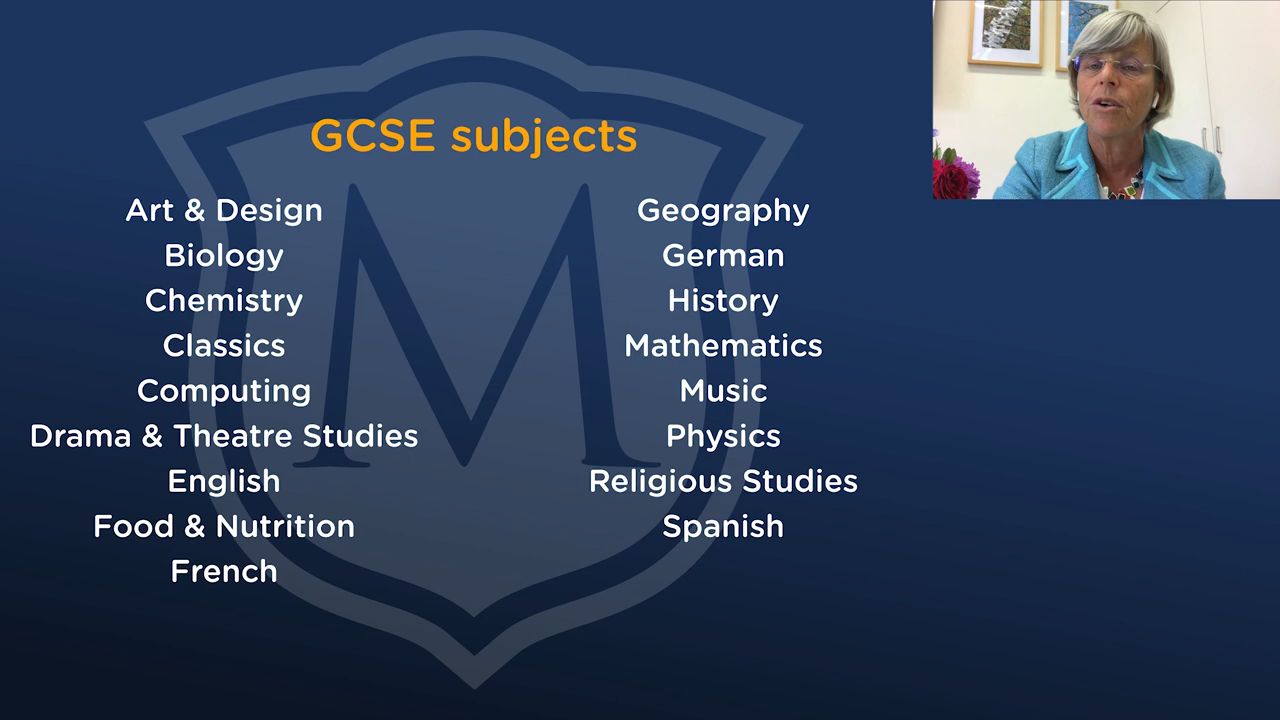 GCSE subjects
Art & Design
Biology
Chemistry
Classics
Computing
Drama & Theatre Studies
English
Food & Nutrition
French
Geography
German
History
Mathematics
Music
Physics
Religious Studies
Spanish
M